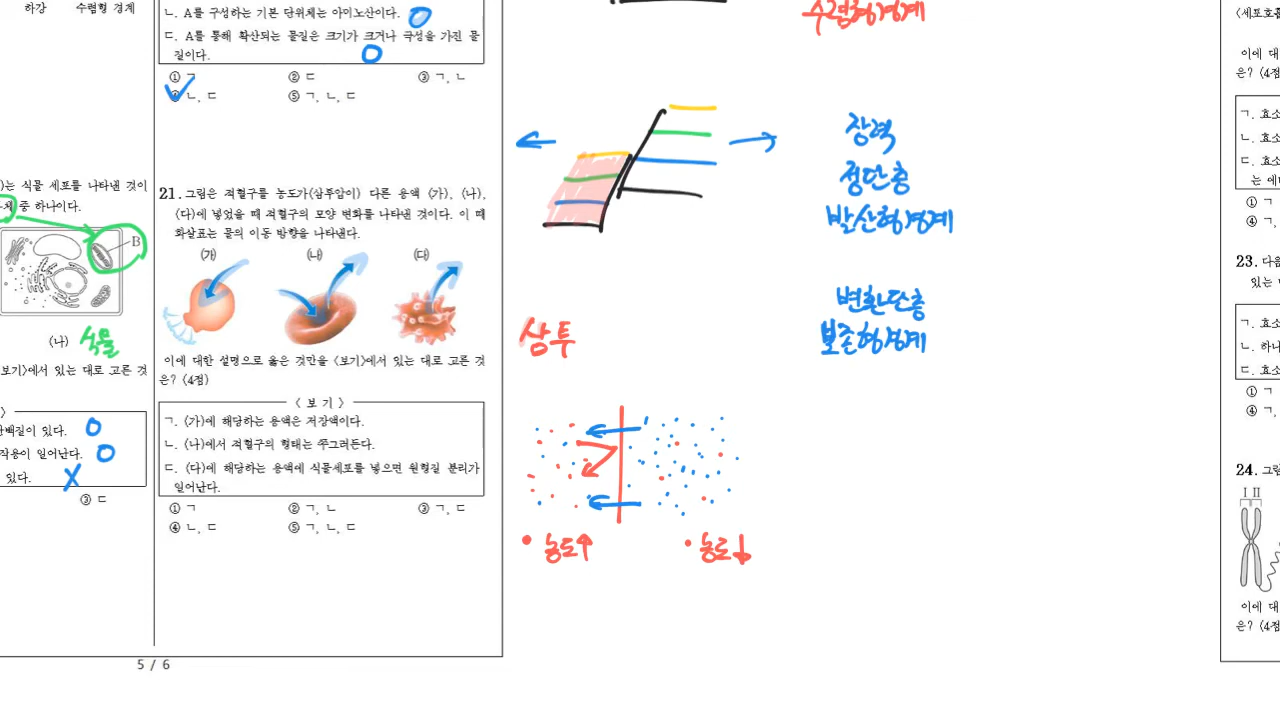 하강 수렴형 경계
)는 식물 세포를 나타낸 것이
중 하나이다.
B
(나) 식물
보기>에서 있는 대로 고른 것
>
단백질이 있다. O
작용이 일어난다. O
있다. X
③ ㄷ
ㄴ. A를 구성하는 기본 단위체는 아미노산이다. O
ㄷ. A를 통해 확산되는 물질은 크기가 크거나 극성을 가진 물
질이다. O
① ㄱ ② ㄷ ③ ㄱ, ㄴ
④ ㄴ, ㄷ ⑤ ㄱ, ㄴ, ㄷ
21. 그림은 적혈구를 농도가(삼투압이) 다른 용액 (가), (나),
(다)에 넣었을 때 적혈구의 모양 변화를 나타낸 것이다. 이 때
화살표는 물의 이동 방향을 나타낸다.
(가) (나) (다)
이에 대한 설명으로 옳은 것만을 <보기>에서 있는 대로 고른 것
은? (4점)
< 보 기 >
ㄱ. (가)에 해당하는 용액은 저장액이다.
ㄴ. (나)에서 적혈구의 형태는 쭈그러든다.
ㄷ. (다)에 해당하는 용액에 식물세포를 넣으면 원형질 분리가
일어난다.
① ㄱ ② ㄱ, ㄴ ③ ㄱ, ㄷ
④ ㄴ, ㄷ ⑤ ㄱ, ㄴ, ㄷ
5 / 6
수렴형경계
장력
정단층
발산형경계
변환단층
보존형경계
삼투
• 농도↑ • 농도↓
<세포호흡
이에 대
은? (4점
ㄱ. 효소
ㄴ. 효소
ㄷ. 효소
는 에
① ㄱ
④ ㄱ,
23. 다음
있는 대
ㄱ. 효소
ㄴ. 하나
ㄷ. 효소
① ㄱ
④ ㄱ,
24. 그림
I II
이에 대
은? (4점